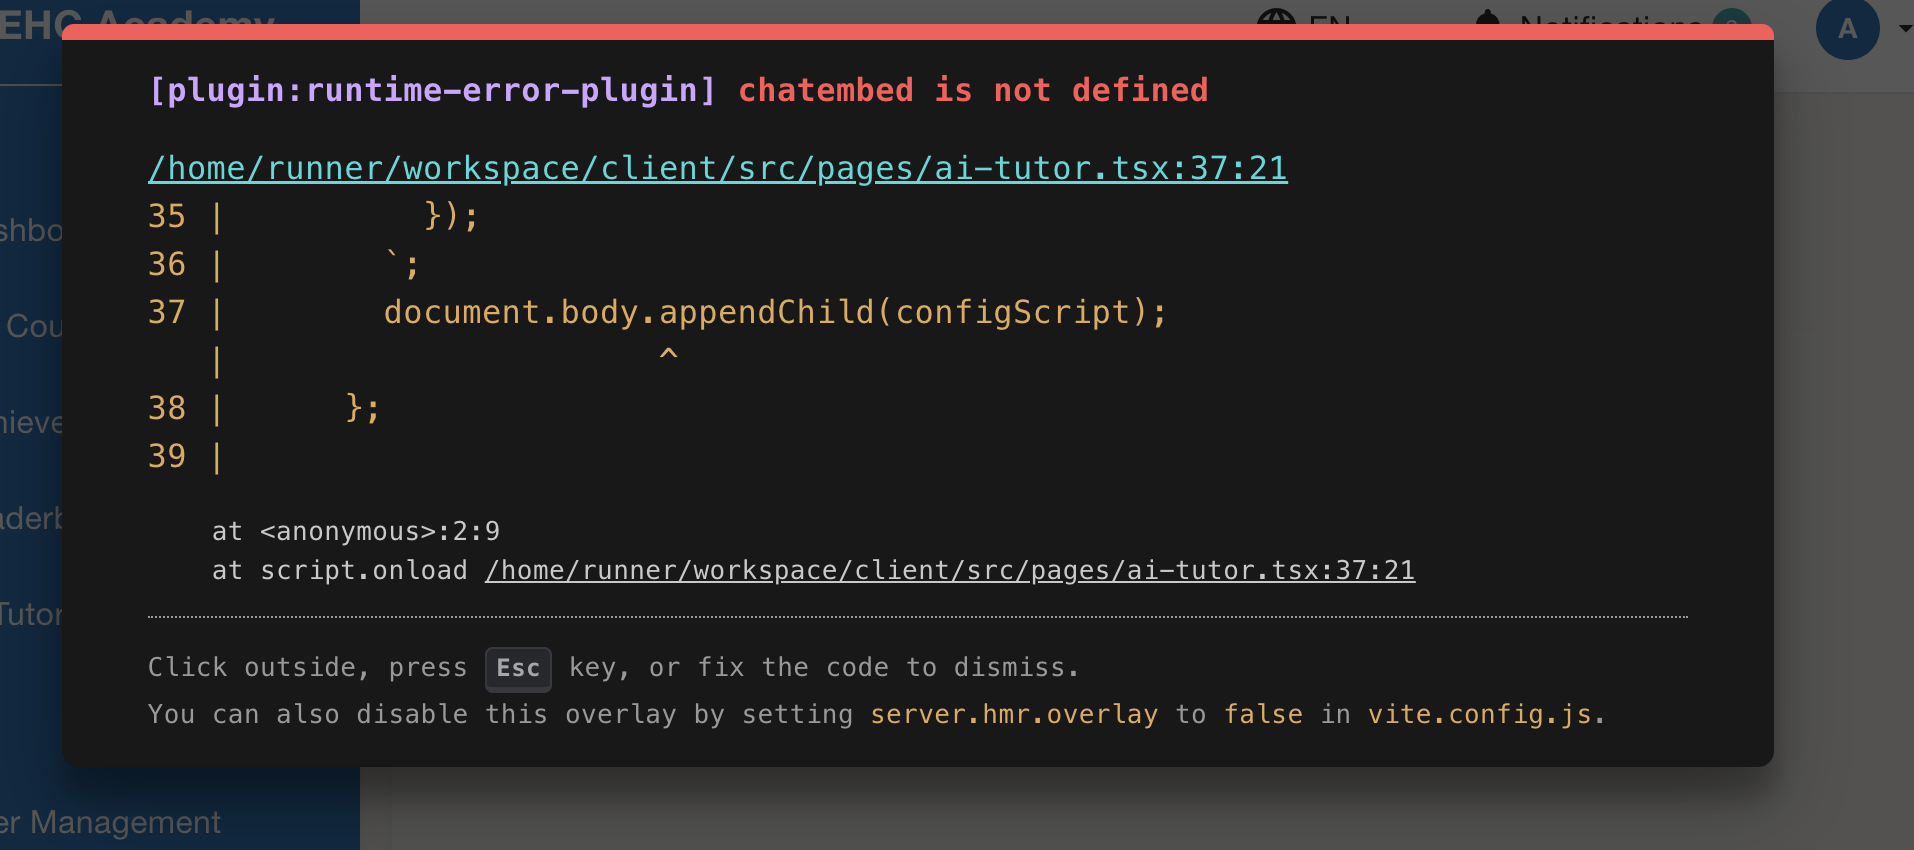 EHC Academy
EN
Notifications
A
[plugin:runtime-error-plugin] chatembed is not defined
/home/runner/workspace/client/src/pages/ai-tutor.tsx:37:21
35 |           });
36 |         `;
37 |         document.body.appendChild(configScript);
   |                       ^
38 |       };
39 |
at <anonymous>:2:9
at script.onload /home/runner/workspace/client/src/pages/ai-tutor.tsx:37:21
Click outside, press Esc key, or fix the code to dismiss.
You can also disable this overlay by setting server.hmr.overlay to false in vite.config.js.
shbo
Cou
hieve
aderb
Tutor
er Management